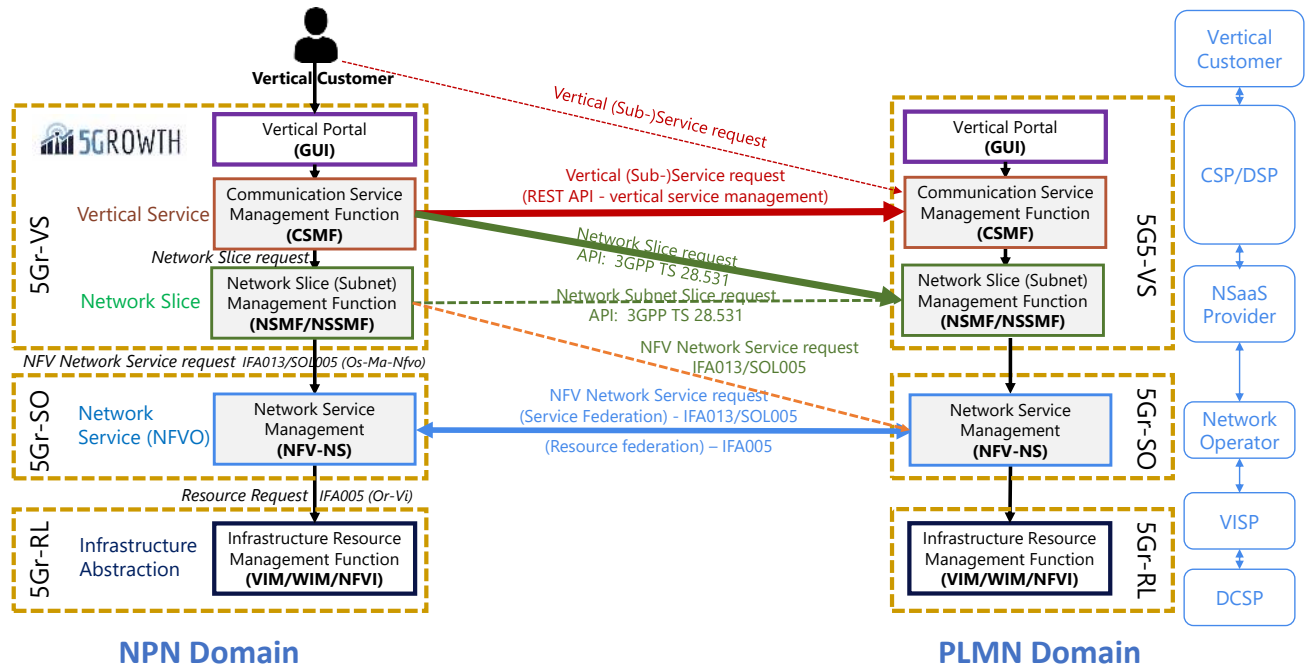 Vertical Customer
5GROWTH
5Gr-VS
Vertical Portal
(GUI)
Vertical Service
Communication Service
Management Function
(CSMF)
Network Slice request
Network Slice
Network Slice (Subnet)
Management Function
(NSMF/NSSMF)
NFV Network Service request IFA013/SOL005 (Os-Ma-Nfvo)
5Gr-SO
Network
Service (NFVO)
Network Service
Management
(NFV-NS)
Resource Request IFA005 (Or-Vi)
5Gr-RL
Infrastructure
Abstraction
Infrastructure Resource
Management Function
(VIM/WIM/NFVI)
NPN Domain
Vertical (Sub-)Service request
Vertical (Sub-)Service request
(REST API - vertical service management)
Network Slice request
API: 3GPP TS 28.531
Network Subnet Slice request
API: 3GPP TS 28.531
NFV Network Service request
IFA013/SOL005
NFV Network Service request
(Service Federation) - IFA013/SOL005
(Resource federation) – IFA005
Vertical Portal
(GUI)
Communication Service
Management Function
(CSMF)
Network Slice (Subnet)
Management Function
(NSMF/NSSMF)
5G5-VS
Network Service
Management
(NFV-NS)
5Gr-SO
Infrastructure Resource
Management Function
(VIM/WIM/NFVI)
5Gr-RL
PLMN Domain
Vertical
Customer
CSP/DSP
NSaaS
Provider
Network
Operator
VISP
DCSP